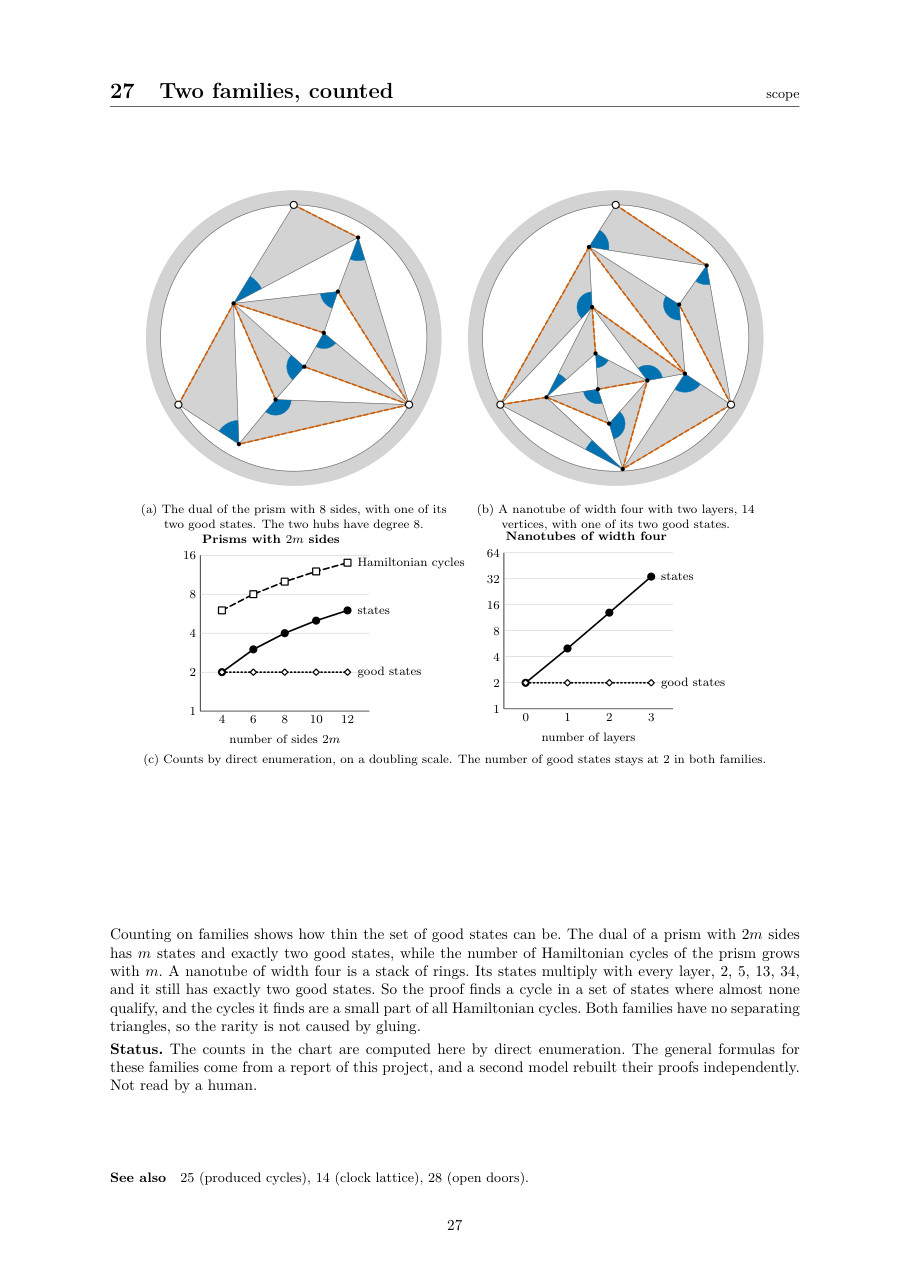 27 Two families, counted scope
(a) The dual of the prism with 8 sides, with one of its
two good states. The two hubs have degree 8.
(b) A nanotube of width four with two layers, 14
vertices, with one of its two good states.
Prisms with 2m sides
16
8
4
2
1
Hamiltonian cycles
states
good states
4 6 8 10 12
number of sides 2m
Nanotubes of width four
64
32
16
8
4
2
1
states
good states
0 1 2 3
number of layers
(c) Counts by direct enumeration, on a doubling scale. The number of good states stays at 2 in both families.
Counting on families shows how thin the set of good states can be. The dual of a prism with 2m sides
has m states and exactly two good states, while the number of Hamiltonian cycles of the prism grows
with m. A nanotube of width four is a stack of rings. Its states multiply with every layer, 2, 5, 13, 34,
and it still has exactly two good states. So the proof finds a cycle in a set of states where almost none
qualify, and the cycles it finds are a small part of all Hamiltonian cycles. Both families have no separating
triangles, so the rarity is not caused by gluing.
Status. The counts in the chart are computed here by direct enumeration. The general formulas for
these families come from a report of this project, and a second model rebuilt their proofs independently.
Not read by a human.
See also 25 (produced cycles), 14 (clock lattice), 28 (open doors).
27